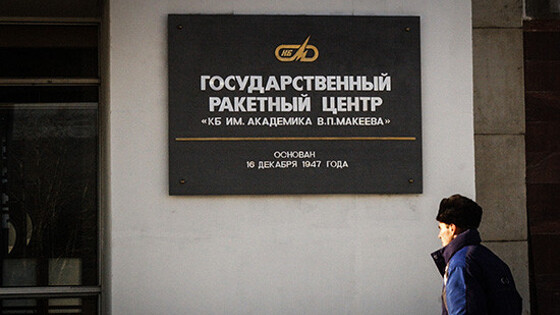 КБ
ГОСУДАРСТВЕННЫЙ
РАКЕТНЫЙ ЦЕНТР
«КБ ИМ. АКАДЕМИКА В.П.МАКЕЕВА»
ОСНОВАН
16 ДЕКАБРЯ 1947 ГОДА